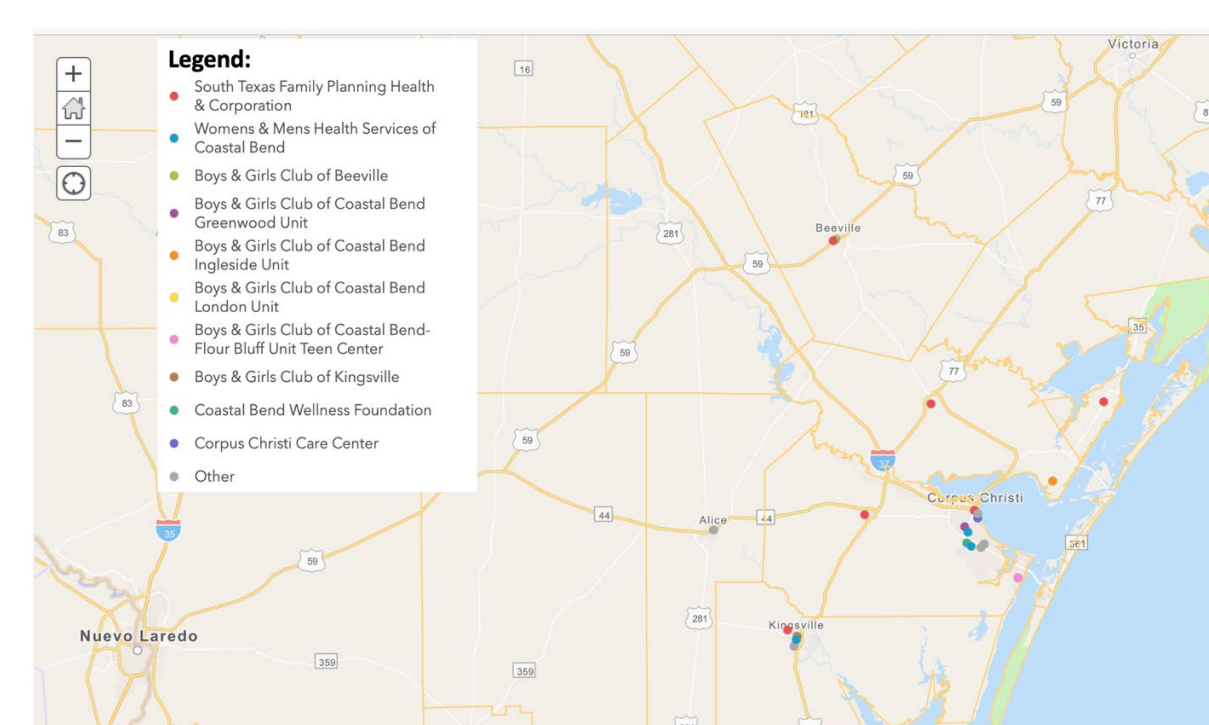 Legend:
South Texas Family Planning Health
& Corporation
Womens & Mens Health Services of
Coastal Bend
Boys & Girls Club of Beeville
Boys & Girls Club of Coastal Bend
Greenwood Unit
Boys & Girls Club of Coastal Bend
Ingleside Unit
Boys & Girls Club of Coastal Bend
London Unit
Boys & Girls Club of Coastal Bend-
Flour Bluff Unit Teen Center
Boys & Girls Club of Kingsville
Coastal Bend Wellness Foundation
Corpus Christi Care Center
Other
Victoria
16
59
181
59
77
83
Beeville
281
59
35
59
77
83
59
37
Corpus Christi
44
Alice
44
35
361
59
281
Kingsville
Nuevo Laredo
359
359